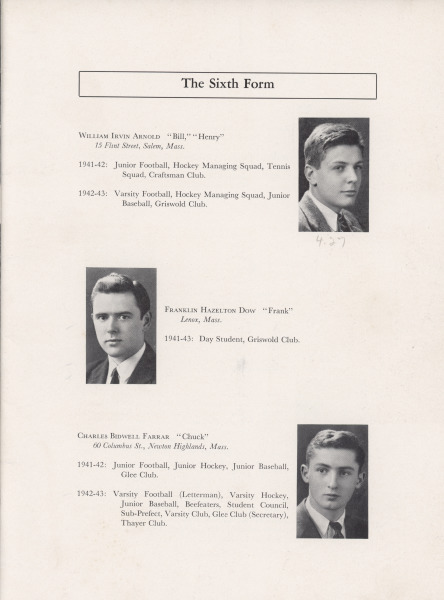 The Sixth Form
William Irvin Arnold "Bill," "Henry"
15 Flint Street, Salem, Mass.
1941-42: Junior Football, Hockey Managing Squad, Tennis
Squad, Craftsman Club.
1942-43: Varsity Football, Hockey Managing Squad, Junior
Baseball, Griswold Club.
4.27
Franklin Hazelton Dow "Frank"
Lenox, Mass.
1941-43: Day Student, Griswold Club.
Charles Bidwell Farrar "Chuck"
60 Columbus St., Newton Highlands, Mass.
1941-42: Junior Football, Junior Hockey, Junior Baseball,
Glee Club.
1942-43: Varsity Football (Letterman), Varsity Hockey,
Junior Baseball, Beefeaters, Student Council,
Sub-Prefect, Varsity Club, Glee Club (Secretary),
Thayer Club.